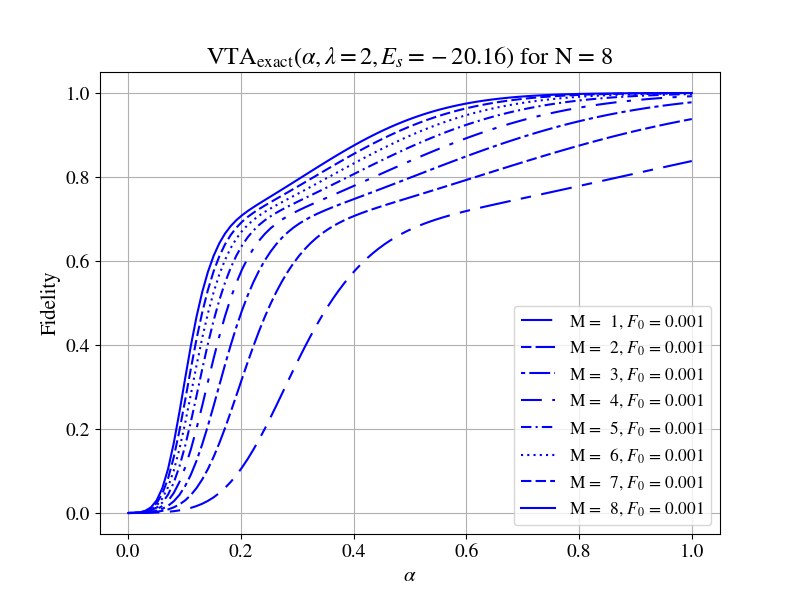 VTA_exact(α, λ = 2, E_s = − 20.16) for N = 8
Fidelity
1.0
0.8
0.6
0.4
0.2
0.0
M = 1, F_0 = 0.001
M = 2, F_0 = 0.001
M = 3, F_0 = 0.001
M = 4, F_0 = 0.001
M = 5, F_0 = 0.001
M = 6, F_0 = 0.001
M = 7, F_0 = 0.001
M = 8, F_0 = 0.001
0.0 0.2 0.4 0.6 0.8 1.0
α